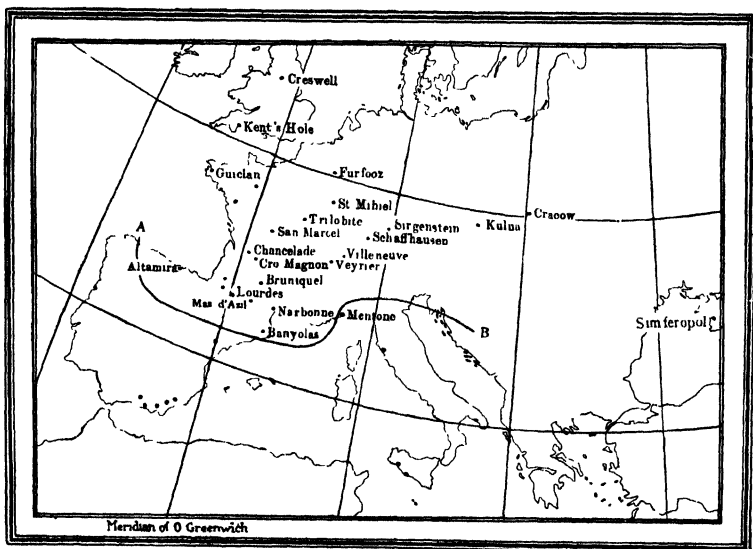 Creswell
Kent's Hole
Guiclan
Furfooz
St Mihiel
Cracow
Trilobite
Sirgenstein
Kulna
A
San Marcel
Schaffhausen
Chancelade
Villeneuve
Altamira
Cro Magnon
Veyrier
Bruniquel
Lourdes
Mas d'Azil
Narbonne
Mentone
Simferopol
Banyolas
B
Meridian of 0 Greenwich